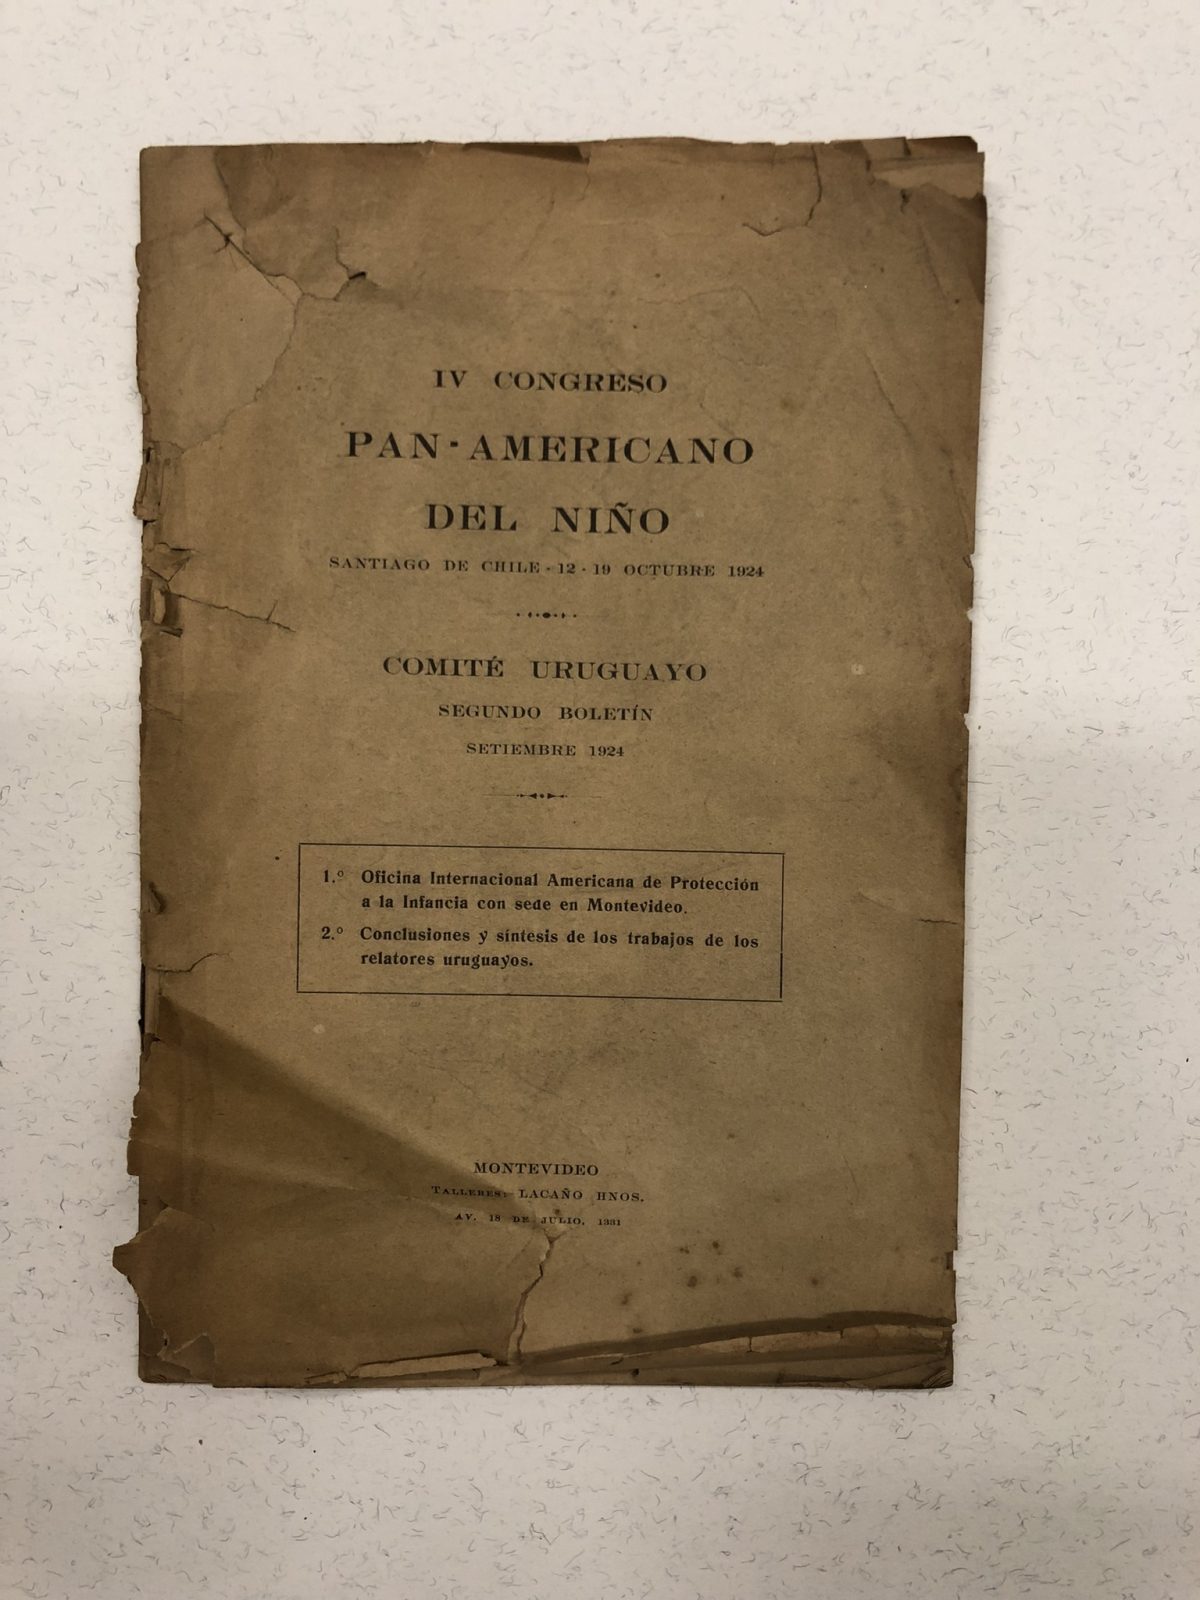 IV CONGRESO
PAN-AMERICANO
DEL NIÑO
SANTIAGO DE CHILE - 12 - 19 OCTUBRE 1924
COMITÉ URUGUAYO
SEGUNDO BOLETÍN
SETIEMBRE 1924
1.º Oficina Internacional Americana de Protección
a la Infancia con sede en Montevideo.
2.º Conclusiones y síntesis de los trabajos de los
relatores uruguayos.
MONTEVIDEO
TALLERES: LACAÑO HNOS.
AV. 18 DE JULIO, 1331